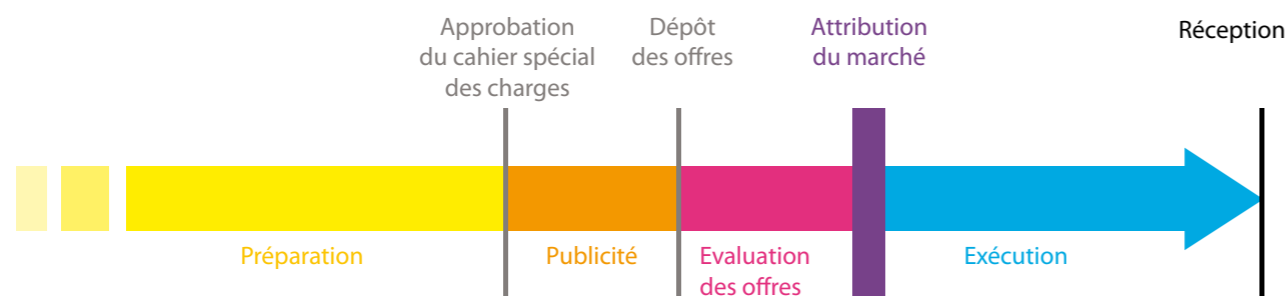 Approbation
du cahier spécial
des charges
Dépôt
des offres
Attribution
du marché
Réception
Préparation
Publicité
Evaluation
des offres
Exécution